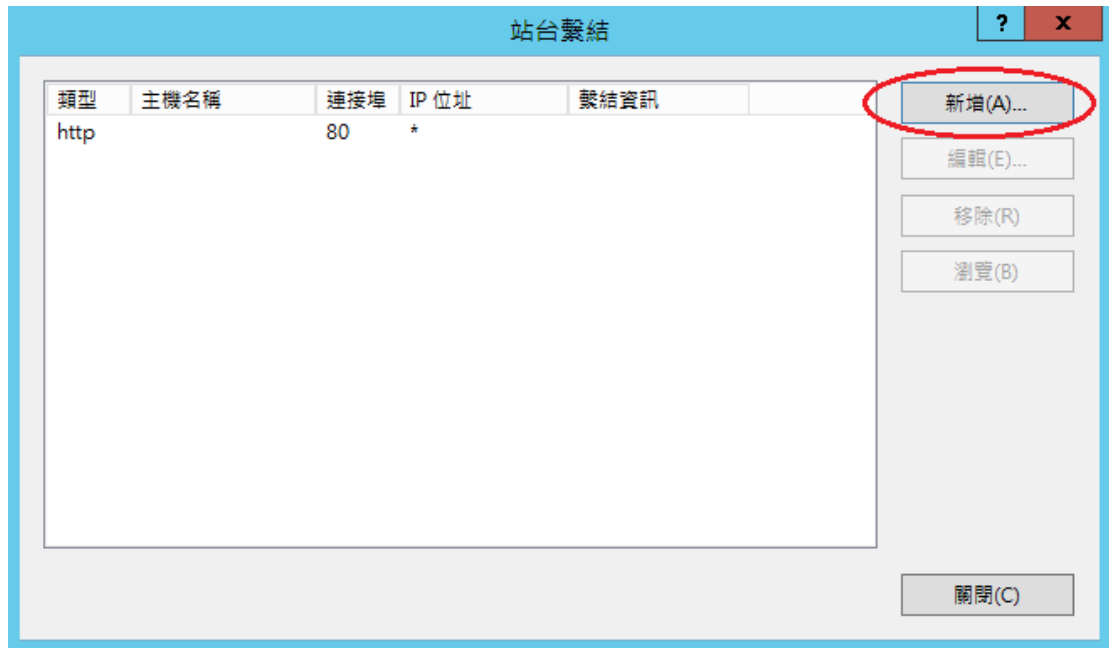 站台繫結
? x
類型 主機名稱 連接埠 IP 位址 繫結資訊
http 80 *
新增(A)...
編輯(E)...
移除(R)
瀏覽(B)
關閉(C)